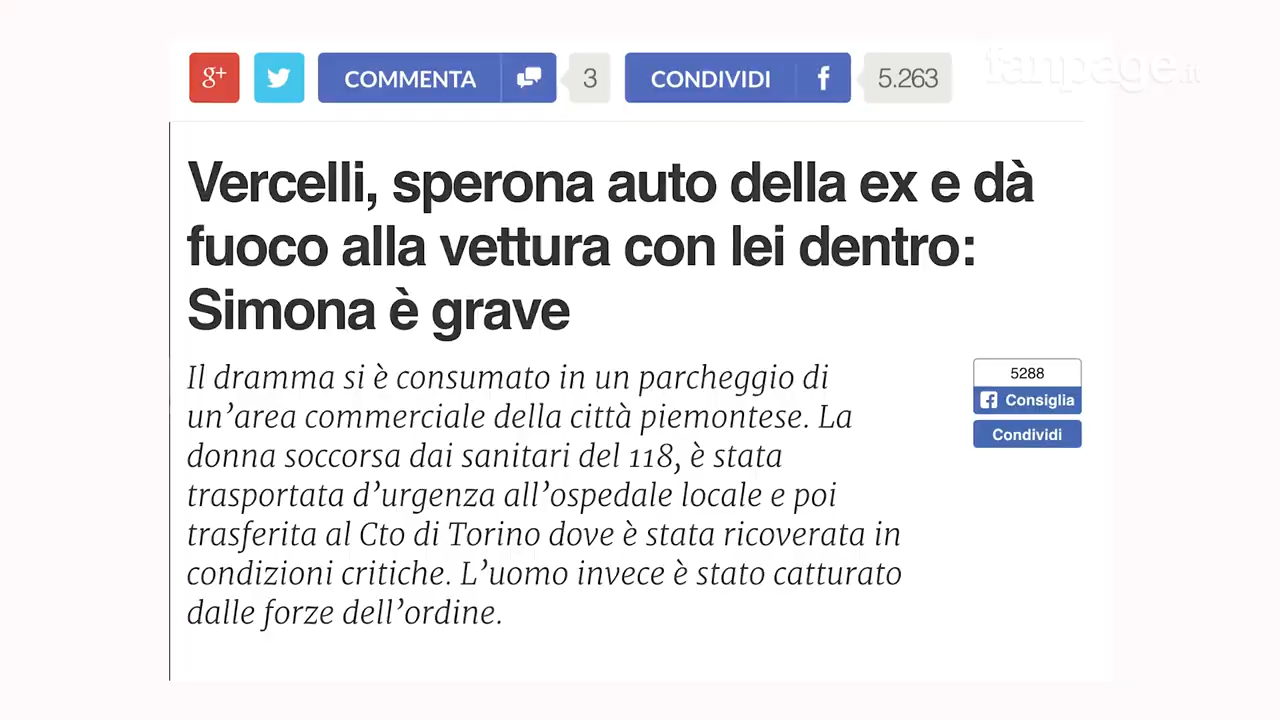 g+ COMMENTA 3 CONDIVIDI f 5.263 fanpage.it
Vercelli, sperona auto della ex e dà
fuoco alla vettura con lei dentro:
Simona è grave
Il dramma si è consumato in un parcheggio di
un’area commerciale della città piemontese. La
donna soccorsa dai sanitari del 118, è stata
trasportata d’urgenza all’ospedale locale e poi
trasferita al Cto di Torino dove è stata ricoverata in
condizioni critiche. L’uomo invece è stato catturato
dalle forze dell’ordine.
5288
Consiglia
Condividi